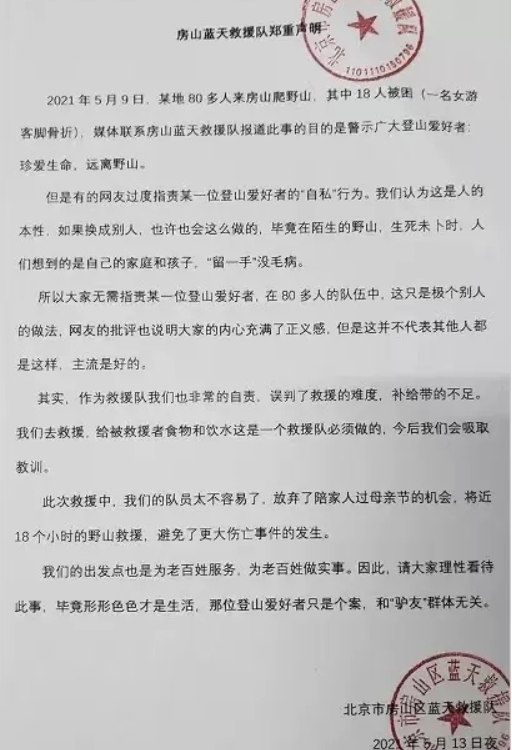 房山蓝天救援队郑重声明
1101110150796
2021年5月9日，某地80多人来房山爬野山，其中18人被困（一名女游
客脚骨折），媒体联系房山蓝天救援队报道此事的目的是警示广大登山爱好者：
珍爱生命，远离野山。
但是有的网友过度指责某一位登山爱好者的“自私”行为。我们认为这是人的
本性，如果换成别人，也许也会这么做的，毕竟在陌生的野山，生死未卜时，人
们想到的是自己的家庭和孩子，“留一手”没毛病。
所以大家无需指责某一位登山爱好者，在80多人的队伍中，这只是极个别人
的做法，网友的批评也说明大家的内心充满了正义感，但是这并不代表其他人都
是这样，主流是好的。
其实，作为救援队我们也非常的自责，误判了救援的难度，补给带的不足。
我们去救援，给被救援者食物和饮水这是一个救援队必须做的，今后我们会吸取
教训。
此次救援中，我们的队员太不容易了，放弃了陪家人过母亲节的机会，将近
18个小时的野山救援，避免了更大伤亡事件的发生。
我们的出发点也是为老百姓服务，为老百姓做实事。因此，请大家理性看待
此事，毕竟形形色色才是生活，那位登山爱好者只是个案，和“驴友”群体无关。
北京市房山区蓝天救援队
2021年5月13日夜